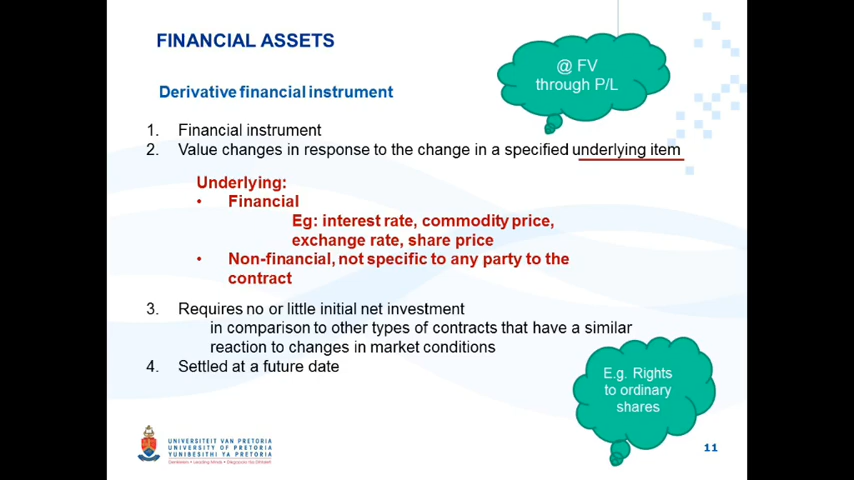 FINANCIAL ASSETS
@ FV
through P/L
Derivative financial instrument
1. Financial instrument
2. Value changes in response to the change in a specified underlying item
Underlying:
• Financial
Eg: interest rate, commodity price,
exchange rate, share price
• Non-financial, not specific to any party to the
contract
3. Requires no or little initial net investment
in comparison to other types of contracts that have a similar
reaction to changes in market conditions
4. Settled at a future date
E.g. Rights
to ordinary
shares
UNIVERSITEIT VAN PRETORIA
UNIVERSITY OF PRETORIA
YUNIBESITHI YA PRETORIA
11